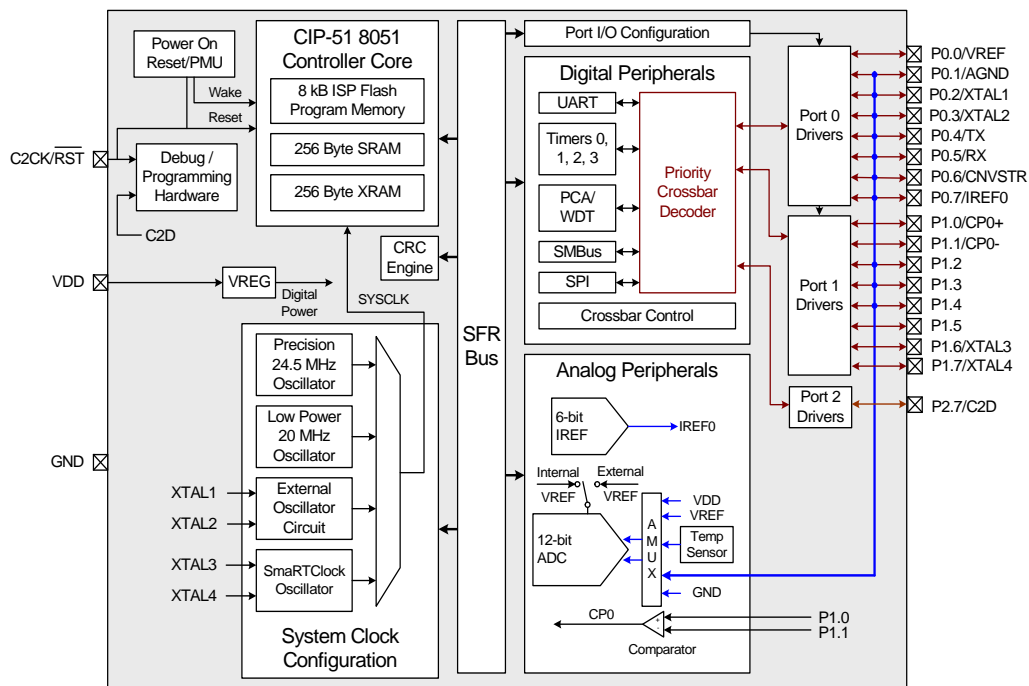 Power On
Reset/PMU
Wake
Reset
C2CK/RST
Debug /
Programming
Hardware
C2D
VDD
VREG
Digital
Power
GND
CIP-51 8051
Controller Core
8 kB ISP Flash
Program Memory
256 Byte SRAM
256 Byte XRAM
CRC
Engine
SYSCLK
Precision
24.5 MHz
Oscillator
Low Power
20 MHz
Oscillator
External
Oscillator
Circuit
SmaRTClock
Oscillator
XTAL1
XTAL2
XTAL3
XTAL4
System Clock
Configuration
SFR
Bus
Port I/O Configuration
Digital Peripherals
UART
Timers 0,
1, 2, 3
PCA/
WDT
SMBus
SPI
Priority
Crossbar
Decoder
Crossbar Control
Analog Peripherals
6-bit
IREF
IREF0
Internal
External
VREF
VREF
12-bit
ADC
A
M
U
X
VDD
VREF
Temp
Sensor
GND
CP0
+
-
Comparator
P1.0
P1.1
Port 0
Drivers
Port 1
Drivers
Port 2
Drivers
P0.0/VREF
P0.1/AGND
P0.2/XTAL1
P0.3/XTAL2
P0.4/TX
P0.5/RX
P0.6/CNVSTR
P0.7/IREF0
P1.0/CP0+
P1.1/CP0-
P1.2
P1.3
P1.4
P1.5
P1.6/XTAL3
P1.7/XTAL4
P2.7/C2D